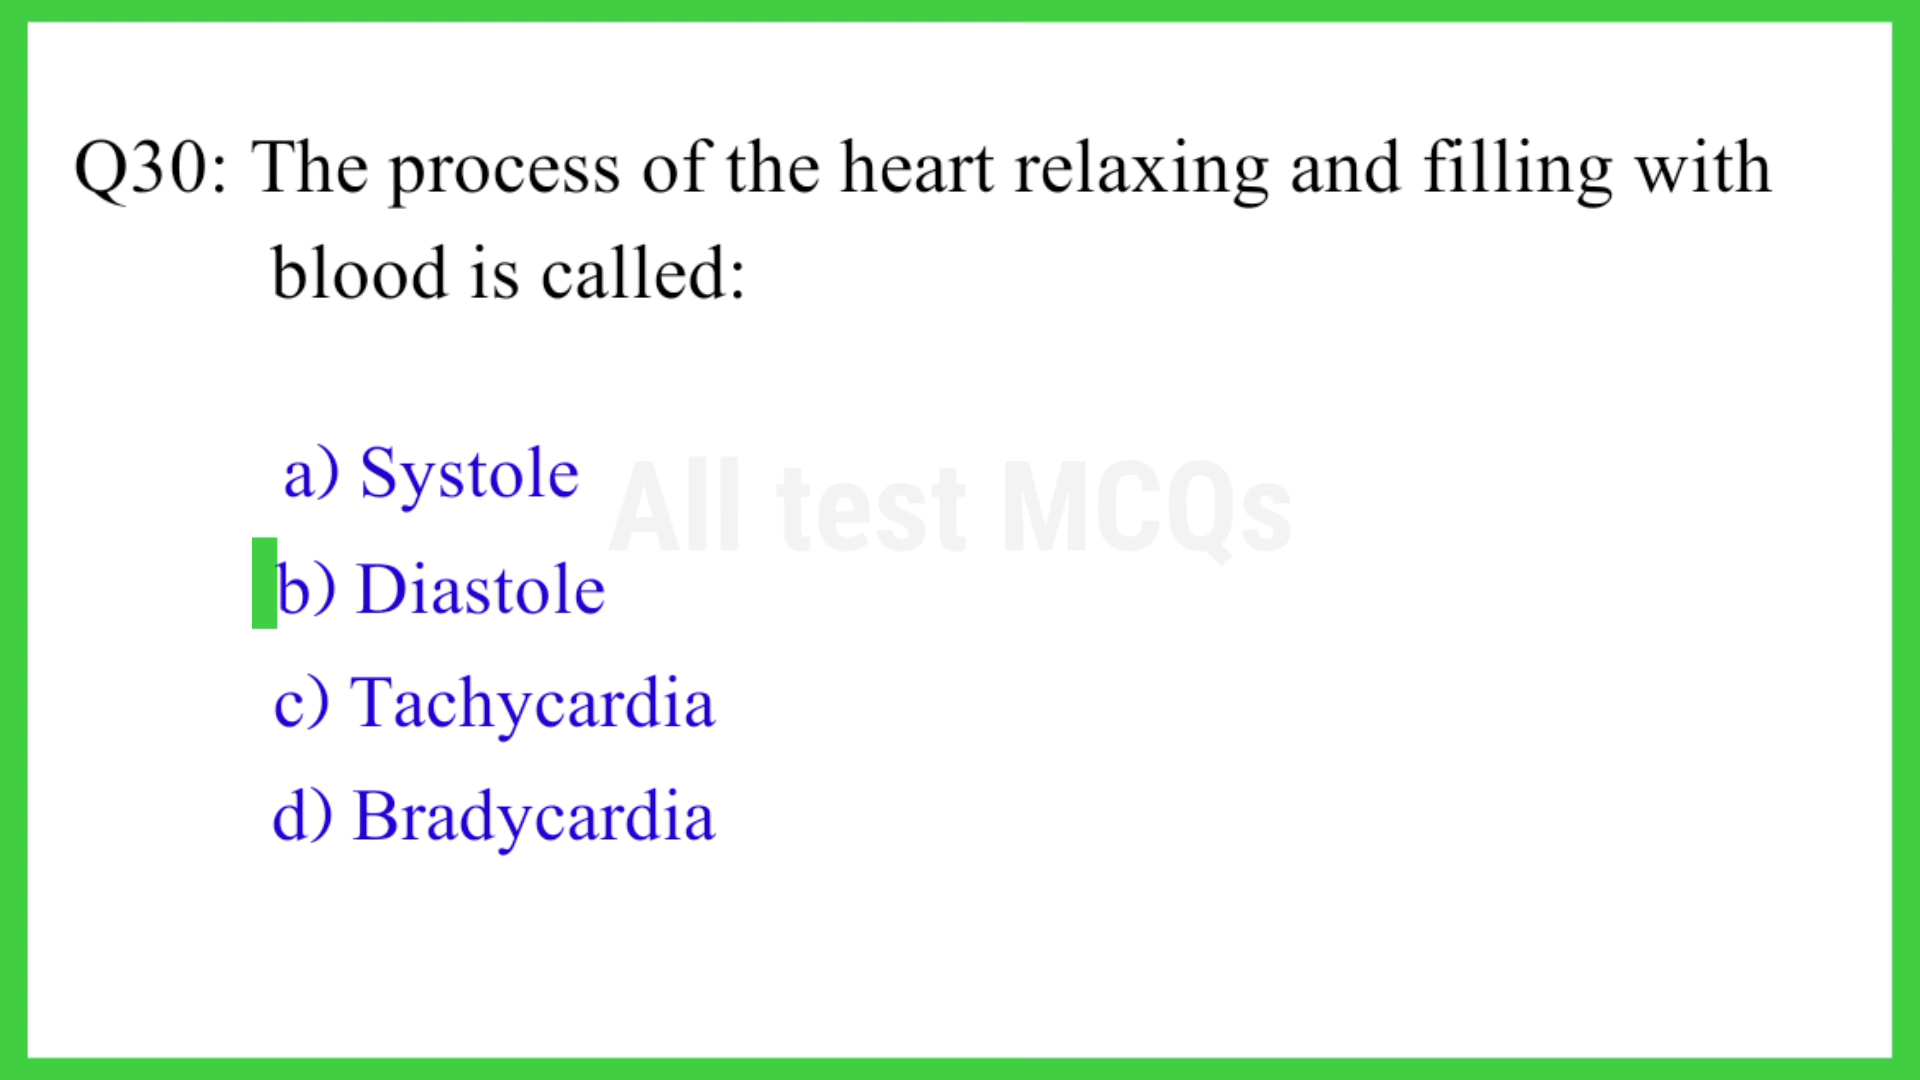 Q30: The process of the heart relaxing and filling with
blood is called:
a) Systole
All test MCQs
b) Diastole
c) Tachycardia
d) Bradycardia